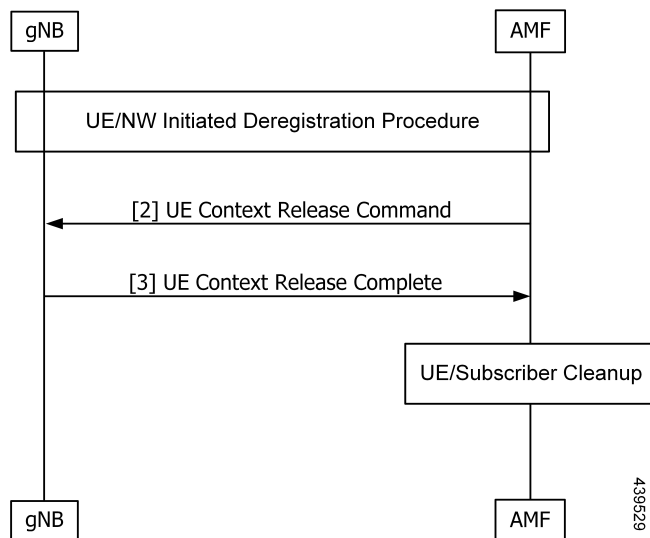 gNB
AMF
UE/NW Initiated Deregistration Procedure
[2] UE Context Release Command
[3] UE Context Release Complete
UE/Subscriber Cleanup
439529
gNB
AMF